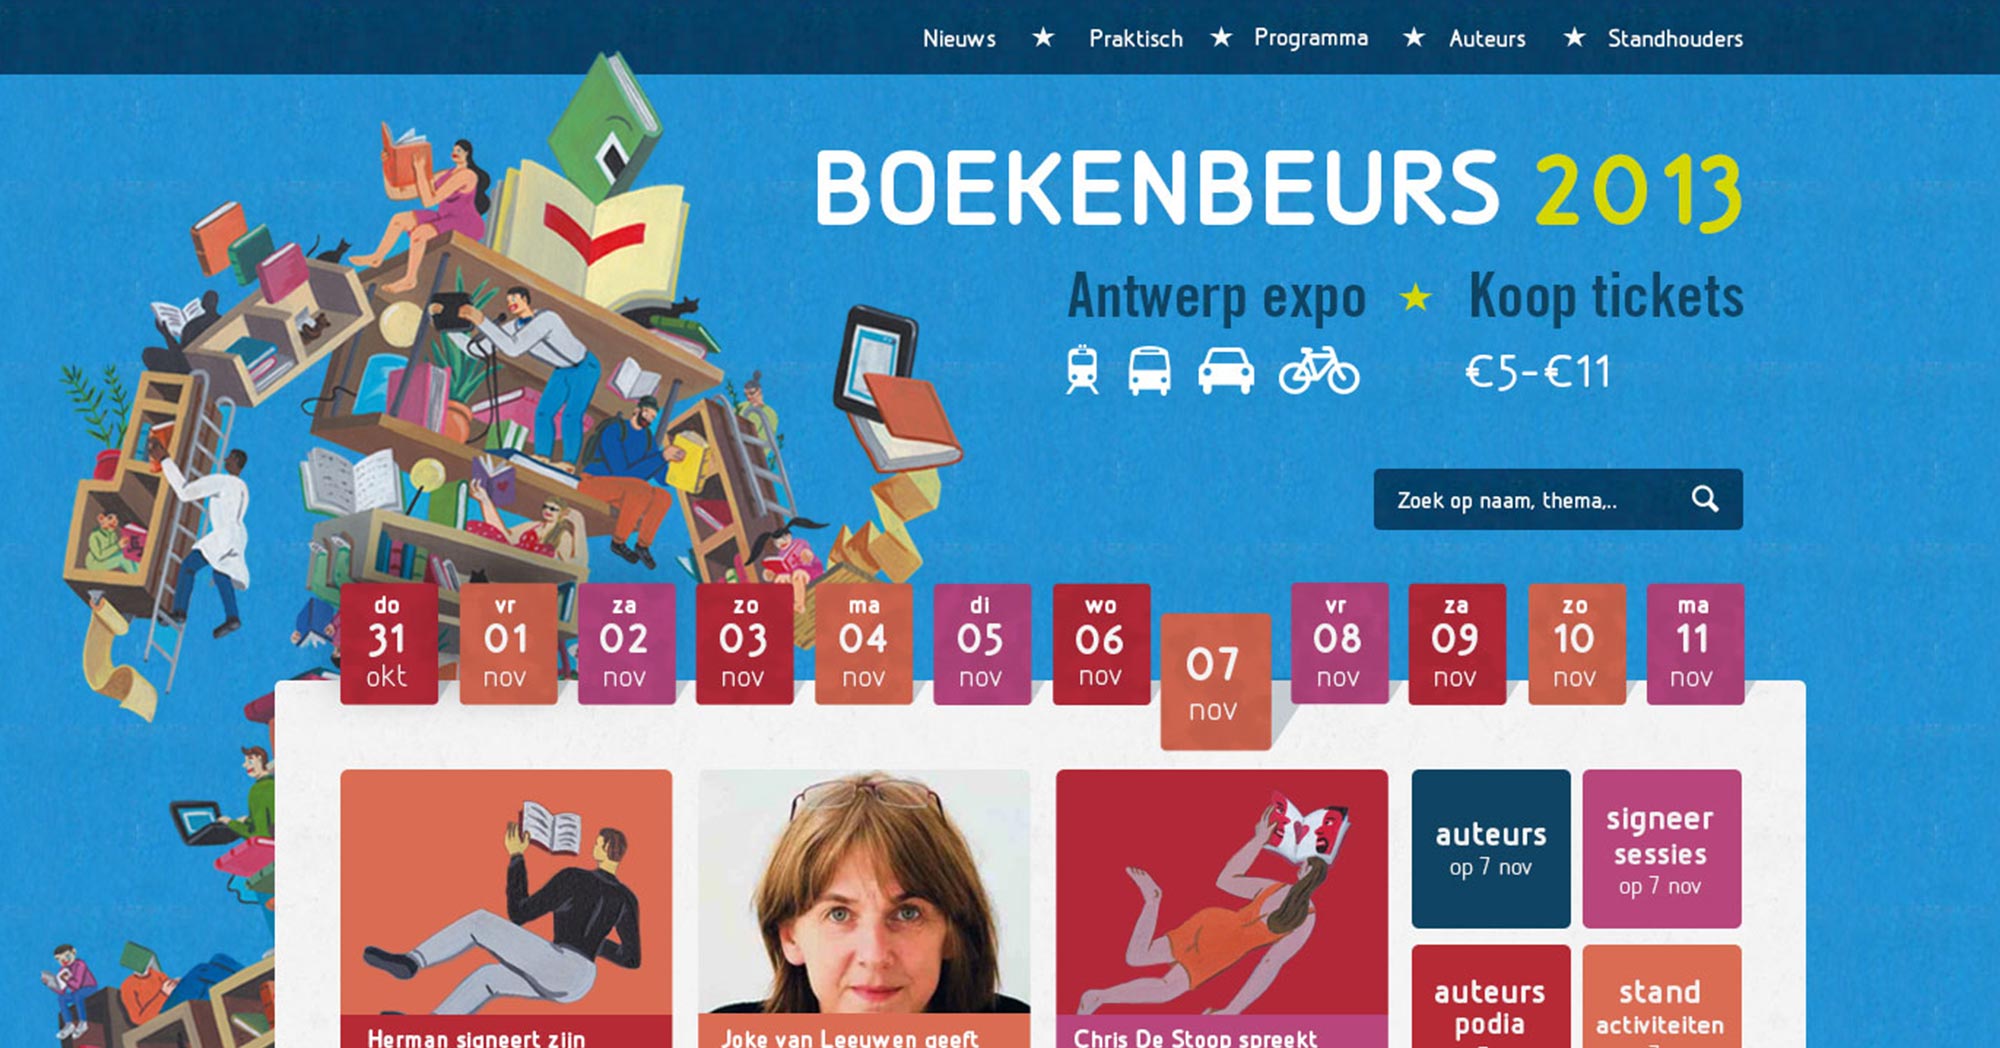 Nieuws ★ Praktisch ★ Programma ★ Auteurs ★ Standhouders
BOEKENBEURS 2013
Antwerp expo ★ Koop tickets
€5-€11
Zoek op naam, thema,..
do
31
okt
vr
01
nov
za
02
nov
zo
03
nov
ma
04
nov
di
05
nov
wo
06
nov
07
nov
vr
08
nov
za
09
nov
zo
10
nov
ma
11
nov
Herman signeert zijn
Joke van Leeuwen geeft
Chris De Stoop spreekt
auteurs
op 7 nov
signeer
sessies
op 7 nov
auteurs
podia
stand
activiteiten